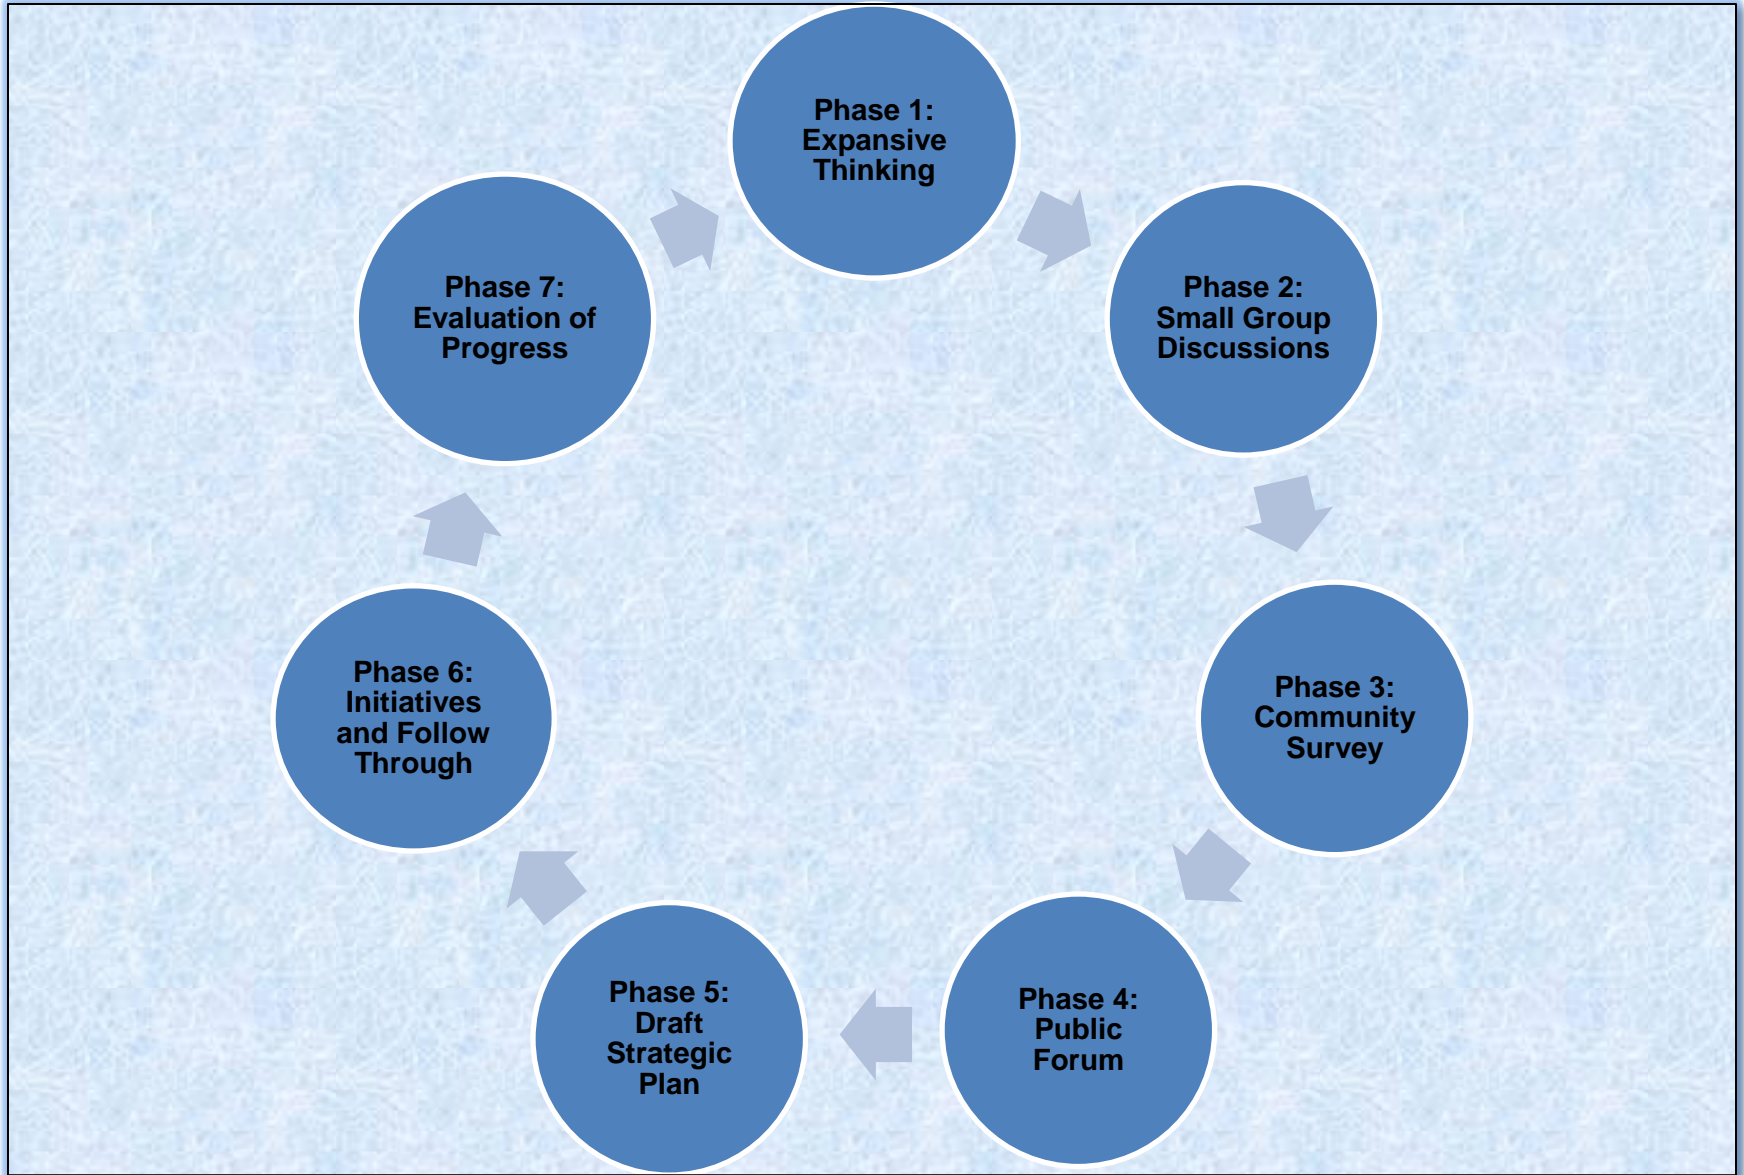 Phase 1:
Expansive
Thinking
Phase 2:
Small Group
Discussions
Phase 3:
Community
Survey
Phase 4:
Public
Forum
Phase 5:
Draft
Strategic
Plan
Phase 6:
Initiatives
and Follow
Through
Phase 7:
Evaluation of
Progress